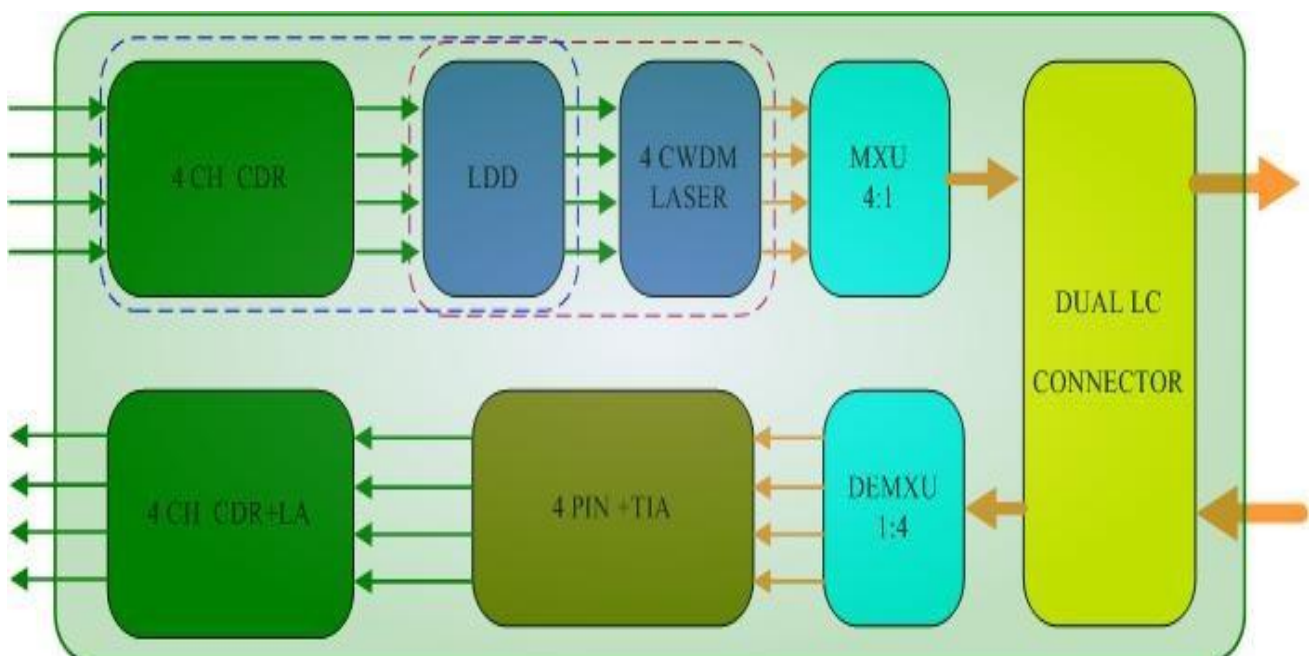 4 CH CDR
LDD
4 CWDM
LASER
MXU
4:1
DUAL LC
CONNECTOR
4 CH CDR+LA
4 PIN +TIA
DEMXU
1:4